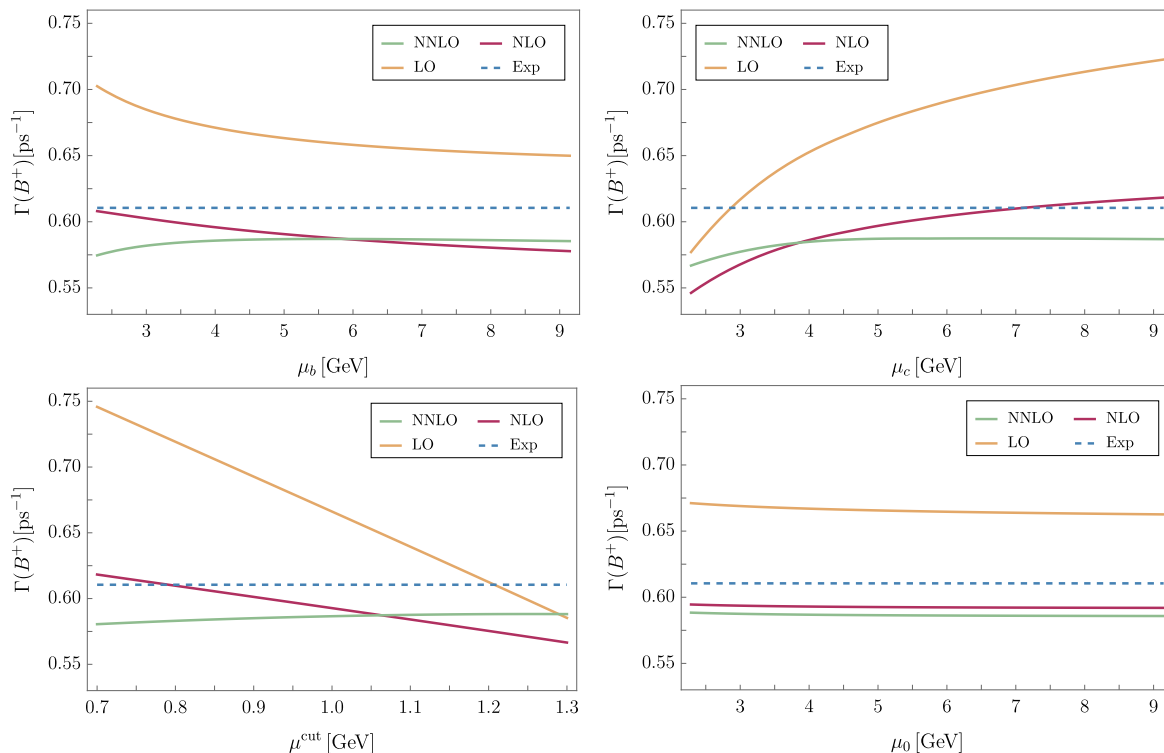 0.75
0.70
0.65
0.60
0.55
Γ(B⁺)[ps⁻¹]
NNLO NLO
LO Exp
3 4 5 6 7 8 9
μ_b [GeV]
0.75
0.70
0.65
0.60
0.55
Γ(B⁺)[ps⁻¹]
NNLO NLO
LO Exp
3 4 5 6 7 8 9
μ_c [GeV]
0.75
0.70
0.65
0.60
0.55
Γ(B⁺)[ps⁻¹]
NNLO NLO
LO Exp
0.7 0.8 0.9 1.0 1.1 1.2 1.3
μ^cut [GeV]
0.75
0.70
0.65
0.60
0.55
Γ(B⁺)[ps⁻¹]
NNLO NLO
LO Exp
3 4 5 6 7 8 9
μ₀ [GeV]